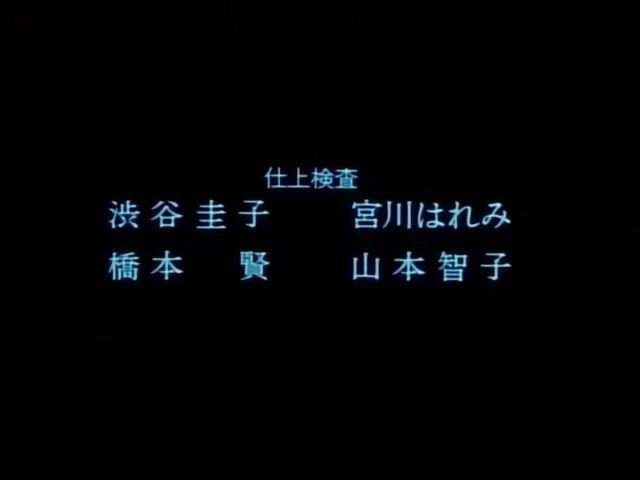 仕上検査
渋谷圭子 宮川はれみ
橋本 賢 山本智子